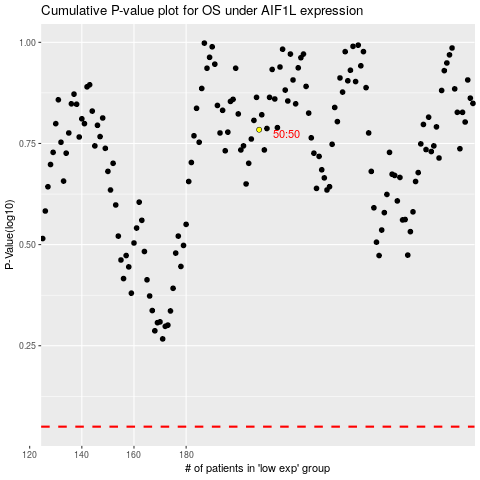 Cumulative P-value plot for OS under AIF1L expression
P-Value(log10)
1.00
0.75
0.50
0.25
50:50
120 125 140 160 180
# of patients in 'low exp' group